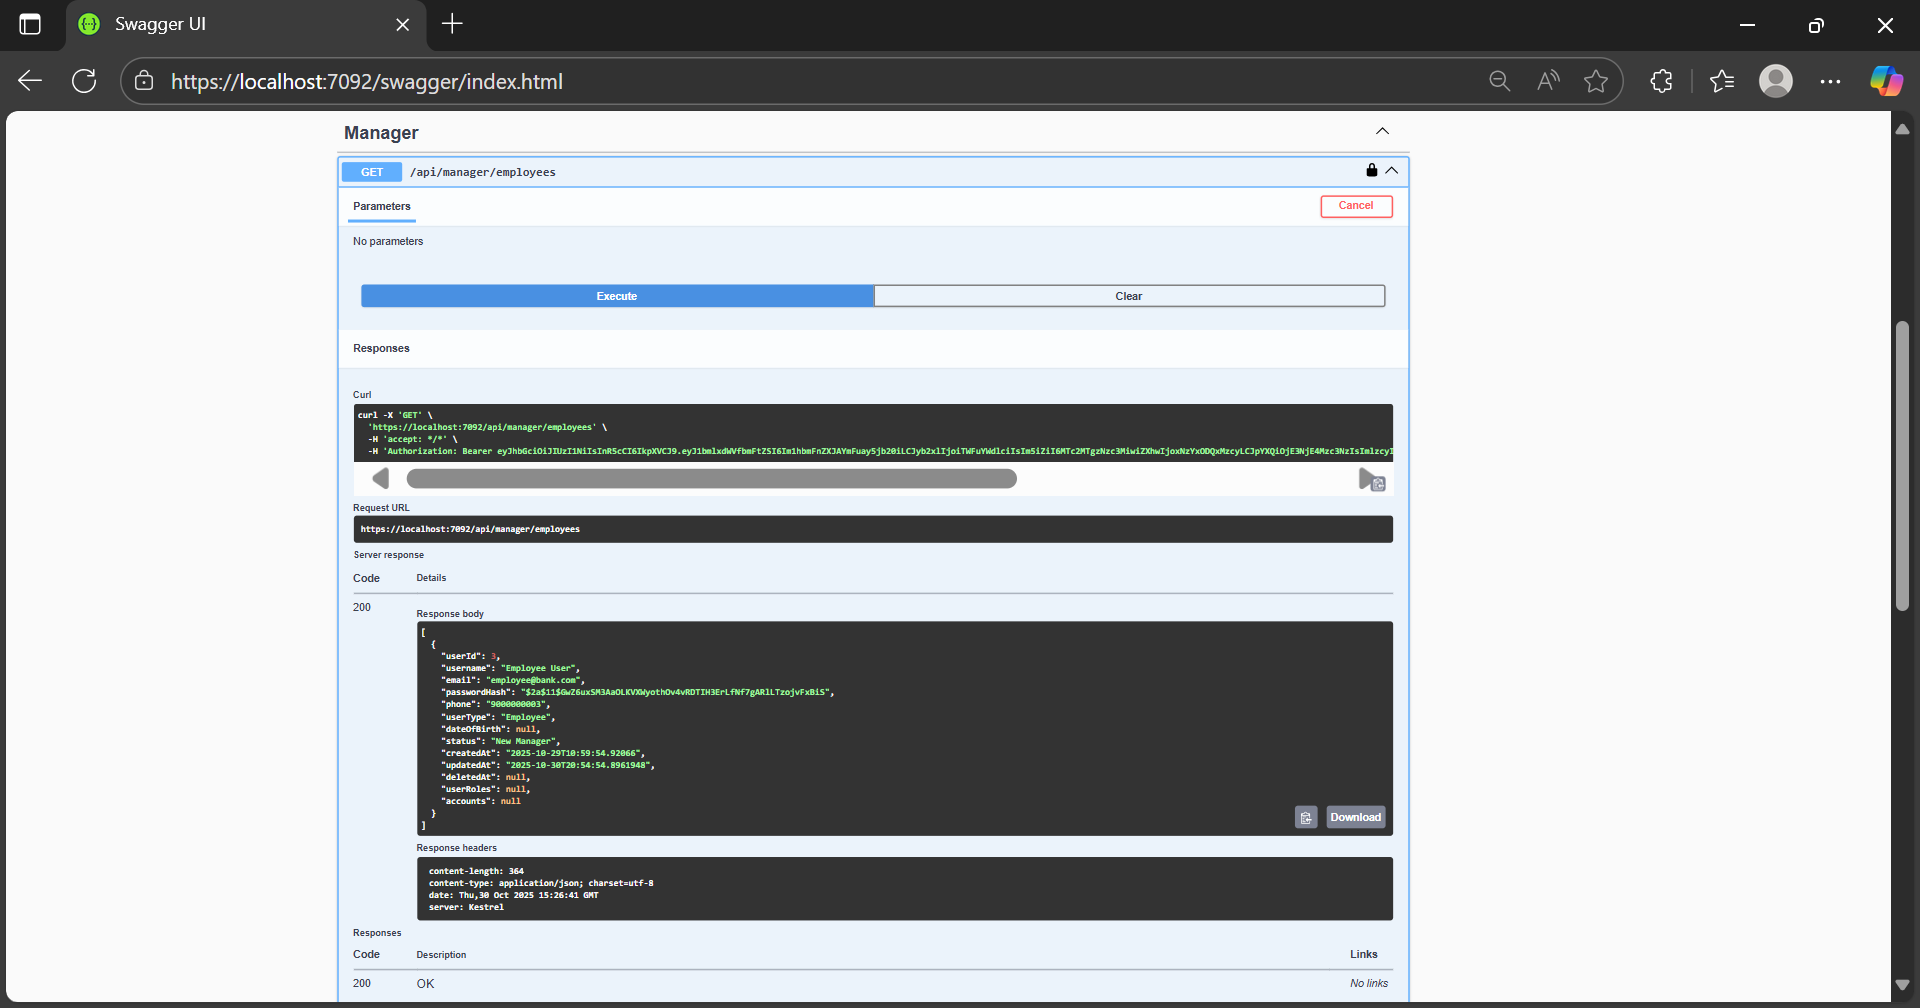 Swagger UI
https://localhost:7092/swagger/index.html
Manager
GET /api/manager/employees
Parameters
Cancel
No parameters
Execute
Clear
Responses
Curl
curl -X 'GET' \
'https://localhost:7092/api/manager/employees' \
-H 'accept: */*' \
-H 'Authorization: Bearer
Request URL
https://localhost:7092/api/manager/employees
Server response
Code Details
200
Response body
[
{
"userId": 3,
"username": "Employee User",
"email": "employee@bank.com",
"passwordHash":
"phone": "9000000003",
"userType": "Employee",
"dateOfBirth": null,
"status": "New Manager",
"createdAt": "2025-10-29T10:59:54.92066",
"updatedAt": "2025-10-30T20:54:54.8961948",
"deletedAt": null,
"userRoles": null,
"accounts": null
}
]
Download
Response headers
content-length: 364
content-type: application/json; charset=utf-8
date: Thu,30 Oct 2025 15:26:41 GMT
server: Kestrel
Responses
Code Description Links
200 OK No links